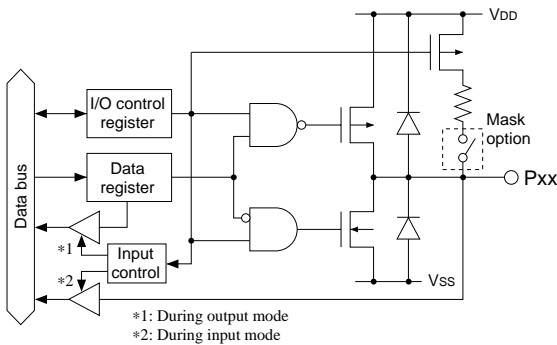 VDD
I/O control
register
Mask
option
Data bus
Data
register
Pxx
*1
Input
control
*2
VSS
*1: During output mode
*2: During input mode